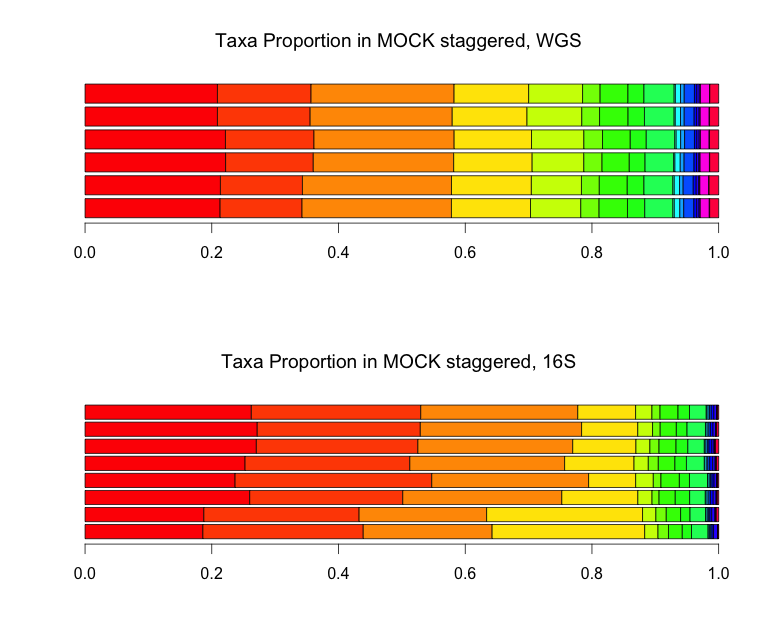 Taxa Proportion in MOCK staggered, WGS
0.0 0.2 0.4 0.6 0.8 1.0
Taxa Proportion in MOCK staggered, 16S
0.0 0.2 0.4 0.6 0.8 1.0